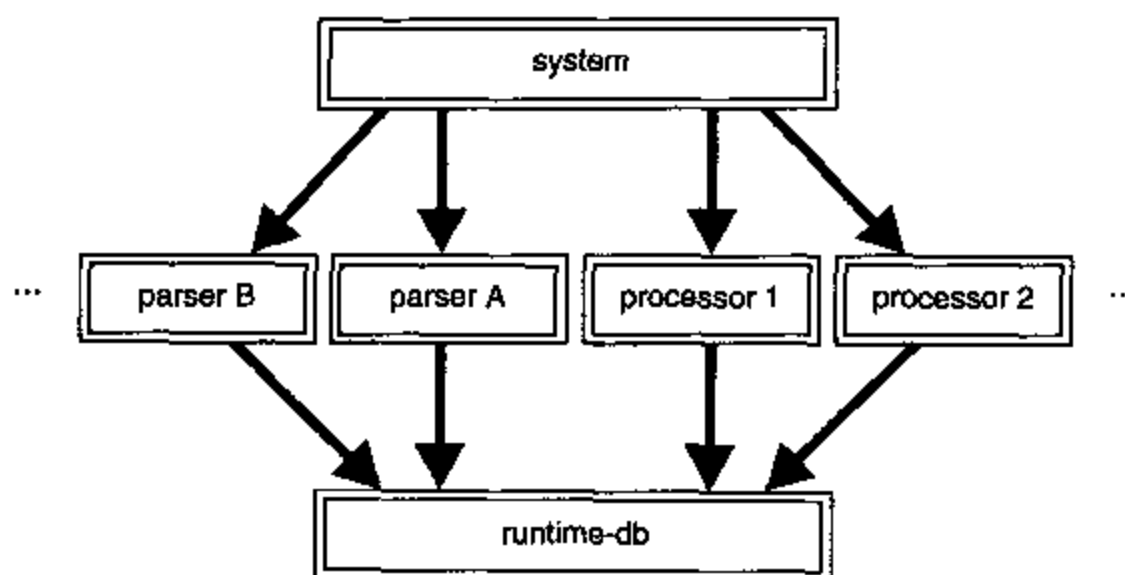 system
... parser B parser A processor 1 processor 2 ..
runtime-db